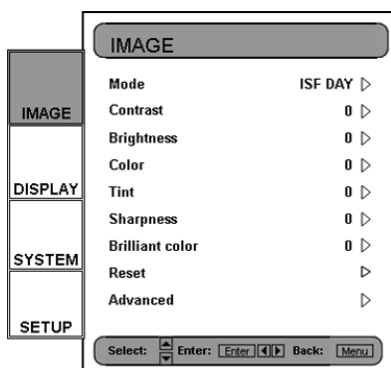 IMAGE
DISPLAY
SYSTEM
SETUP
IMAGE
Mode ISF DAY
Contrast 0
Brightness 0
Color 0
Tint 0
Sharpness 0
Brilliant color 0
Reset
Advanced
Select: Enter: Enter Back: Menu